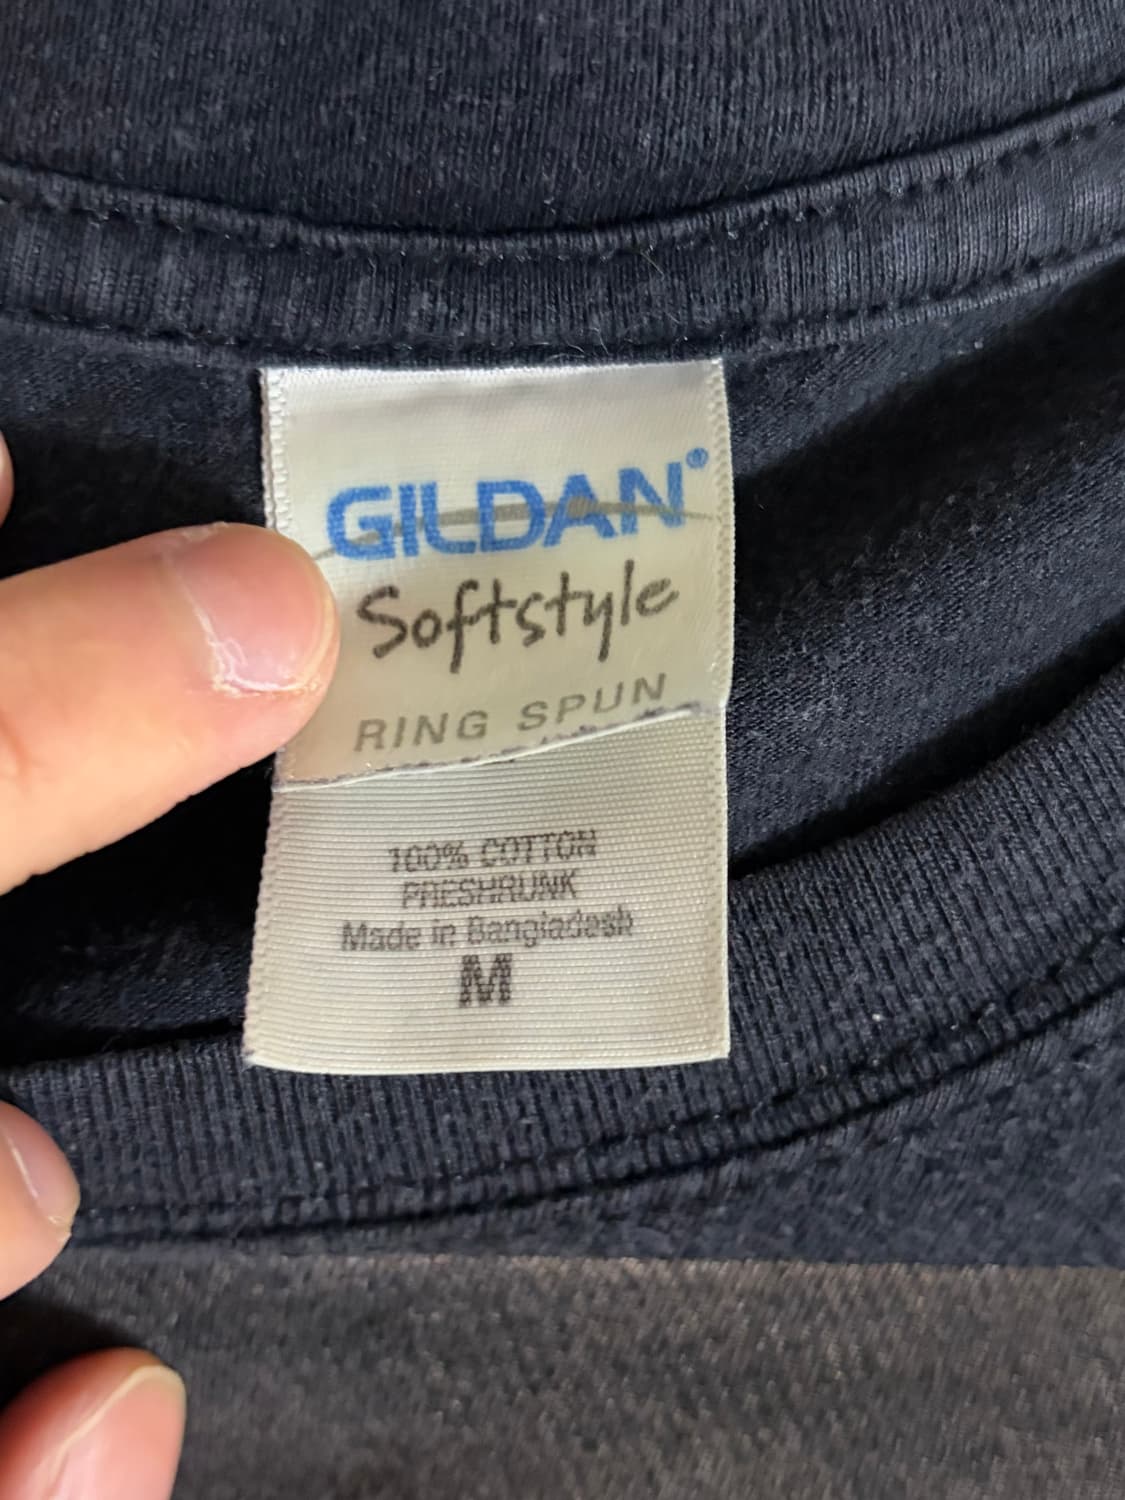 GILDAN®
Softstyle
RING SPUN
100% COTTON
PRESHRUNK
Made in Bangladesh
M